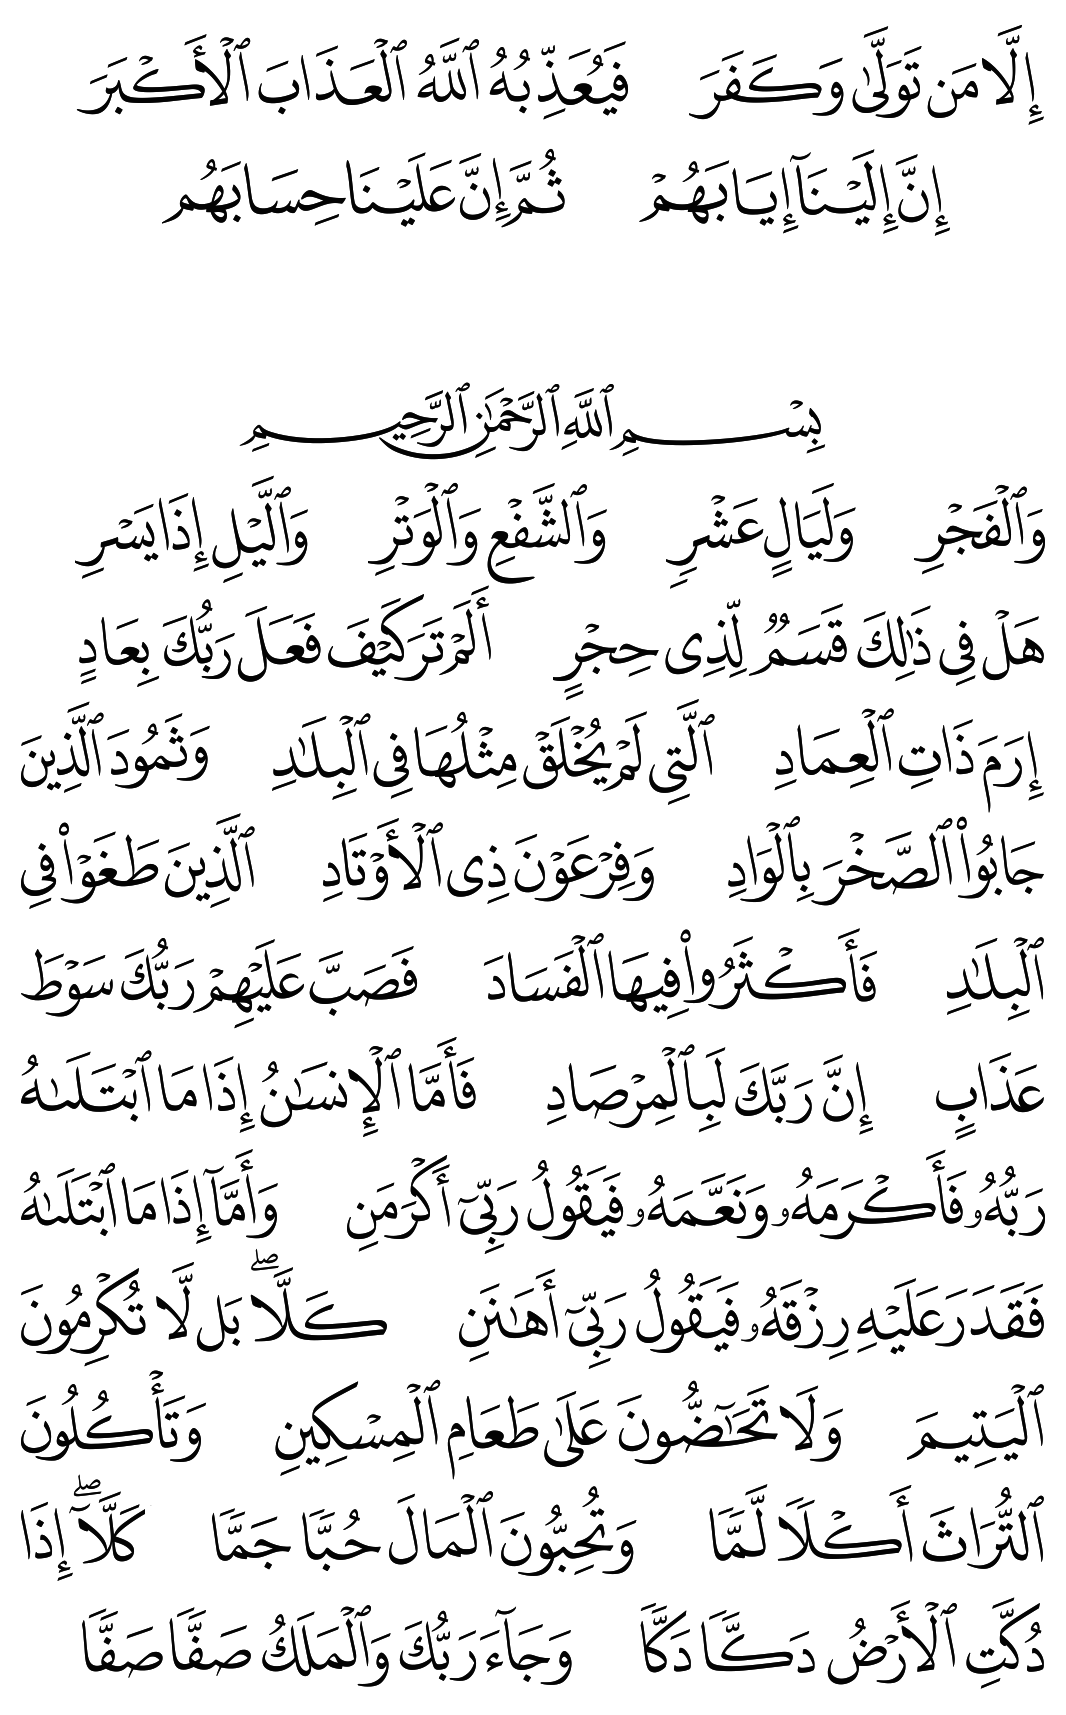 إِلَّا مَن تَوَلَّىٰ وَكَفَرَ فَيُعَذِّبُهُ ٱللَّهُ ٱلْعَذَابَ ٱلْأَكْبَرَ
إِنَّ إِلَيْنَآ إِيَابَهُمْ ثُمَّ إِنَّ عَلَيْنَا حِسَابَهُم
بِسْمِ ٱللَّهِ ٱلرَّحْمَٰنِ ٱلرَّحِيمِ
وَٱلْفَجْرِ وَلَيَالٍ عَشْرٍ وَٱلشَّفْعِ وَٱلْوَتْرِ وَٱلَّيْلِ إِذَا يَسْرِ
هَلْ فِى ذَٰلِكَ قَسَمٌ لِّذِى حِجْرٍ أَلَمْ تَرَ كَيْفَ فَعَلَ رَبُّكَ بِعَادٍ
إِرَمَ ذَاتِ ٱلْعِمَادِ ٱلَّتِى لَمْ يُخْلَقْ مِثْلُهَا فِى ٱلْبِلَٰدِ وَثَمُودَ ٱلَّذِينَ
جَابُوا۟ ٱلصَّخْرَ بِٱلْوَادِ وَفِرْعَوْنَ ذِى ٱلْأَوْتَادِ ٱلَّذِينَ طَغَوْا۟ فِى
ٱلْبِلَٰدِ فَأَكْثَرُوا۟ فِيهَا ٱلْفَسَادَ فَصَبَّ عَلَيْهِمْ رَبُّكَ سَوْطَ
عَذَابٍ إِنَّ رَبَّكَ لَبِٱلْمِرْصَادِ فَأَمَّا ٱلْإِنسَٰنُ إِذَا مَا ٱبْتَلَىٰهُ
رَبُّهُۥ فَأَكْرَمَهُۥ وَنَعَّمَهُۥ فَيَقُولُ رَبِّىٓ أَكْرَمَنِ وَأَمَّآ إِذَا مَا ٱبْتَلَىٰهُ
فَقَدَرَ عَلَيْهِ رِزْقَهُۥ فَيَقُولُ رَبِّىٓ أَهَٰنَنِ كَلَّا ۖ بَل لَّا تُكْرِمُونَ
ٱلْيَتِيمَ وَلَا تَحَٰٓضُّونَ عَلَىٰ طَعَامِ ٱلْمِسْكِينِ وَتَأْكُلُونَ
ٱلتُّرَاثَ أَكْلًا لَّمًّا وَتُحِبُّونَ ٱلْمَالَ حُبًّا جَمًّا كَلَّآ ۖ إِذَا
دُكَّتِ ٱلْأَرْضُ دَكًّا دَكًّا وَجَآءَ رَبُّكَ وَٱلْمَلَكُ صَفًّا صَفًّا